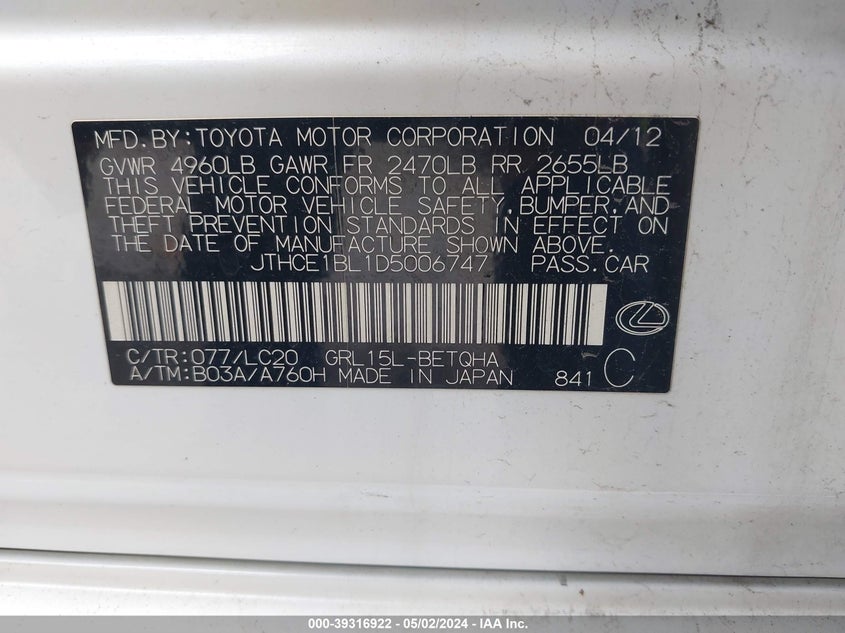 MFD.BY:TOYOTA MOTOR CORPORATION 04/12
GVWR 4960LB GAWR FR 2470LB RR 2655LB
THIS VEHICLE CONFORMS TO ALL APPLICABLE
FEDERAL MOTOR VEHICLE SAFETY,BUMPER,AND
THEFT PREVENTION STANDARDS IN EFFECT ON
THE DATE OF MANUFACTURE SHOWN ABOVE.
JTHCE1BL1D5006747 PASS.CAR
C/TR:077/LC20 GRL15L-BETQHA
A/TM:B03A/A760H MADE IN JAPAN 841 C
000-39316922 / 05/02/2024 - IAA Inc.